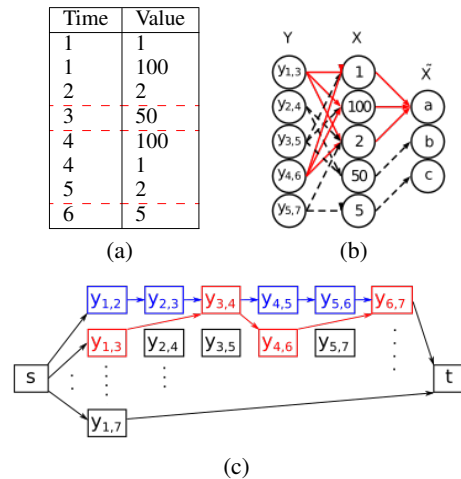 Time Value
1 1
1 100
2 2
3 50
4 100
4 1
5 2
6 5
(a)
Y X X̃
y1,3 1
y2,4 100 a
y3,5 2 b
y4,6 50 c
y5,7 5
(b)
y1,2 y2,3 y3,4 y4,5 y5,6 y6,7
y1,3 y2,4 y3,5 y4,6 y5,7
s t
y1,7
(c)